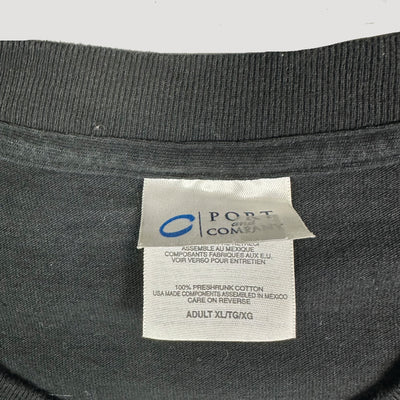 PORT
and
COMPANY
ASSEMBLE AU MEXIQUE
COMPOSANTS FABRIQUES AUX E.U.
VOIR VERSO POUR ENTRETIEN
100% PRESHRUNK COTTON
USA MADE COMPONENTS ASSEMBLED IN MEXICO
CARE ON REVERSE
ADULT XL/TG/XG